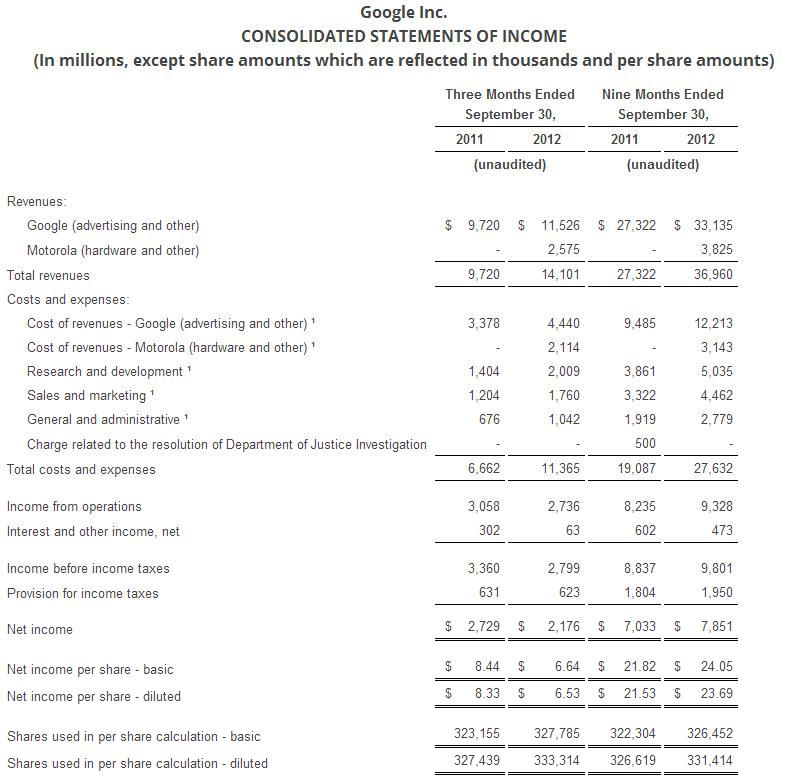 Google Inc.
CONSOLIDATED STATEMENTS OF INCOME
(In millions, except share amounts which are reflected in thousands and per share amounts)
Three Months Ended Nine Months Ended
September 30, September 30,
2011 2012 2011 2012
(unaudited) (unaudited)
Revenues:
Google (advertising and other) $ 9,720 $ 11,526 $ 27,322 $ 33,135
Motorola (hardware and other) - 2,575 - 3,825
Total revenues 9,720 14,101 27,322 36,960
Costs and expenses:
Cost of revenues - Google (advertising and other) ¹ 3,378 4,440 9,485 12,213
Cost of revenues - Motorola (hardware and other) ¹ - 2,114 - 3,143
Research and development ¹ 1,404 2,009 3,861 5,035
Sales and marketing ¹ 1,204 1,760 3,322 4,462
General and administrative ¹ 676 1,042 1,919 2,779
Charge related to the resolution of Department of Justice Investigation - - 500 -
Total costs and expenses 6,662 11,365 19,087 27,632
Income from operations 3,058 2,736 8,235 9,328
Interest and other income, net 302 63 602 473
Income before income taxes 3,360 2,799 8,837 9,801
Provision for income taxes 631 623 1,804 1,950
Net income $ 2,729 $ 2,176 $ 7,033 $ 7,851
Net income per share - basic $ 8.44 $ 6.64 $ 21.82 $ 24.05
Net income per share - diluted $ 8.33 $ 6.53 $ 21.53 $ 23.69
Shares used in per share calculation - basic 323,155 327,785 322,304 326,452
Shares used in per share calculation - diluted 327,439 333,314 326,619 331,414